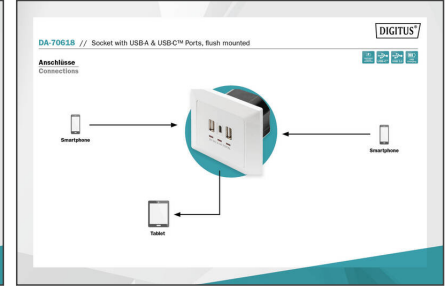 DIGITUS®
DA-70618 // Socket with USB-A & USB-C™ Ports, flush mounted
Anschlüsse
Connections
Smartphone
Smartphone
Tablet